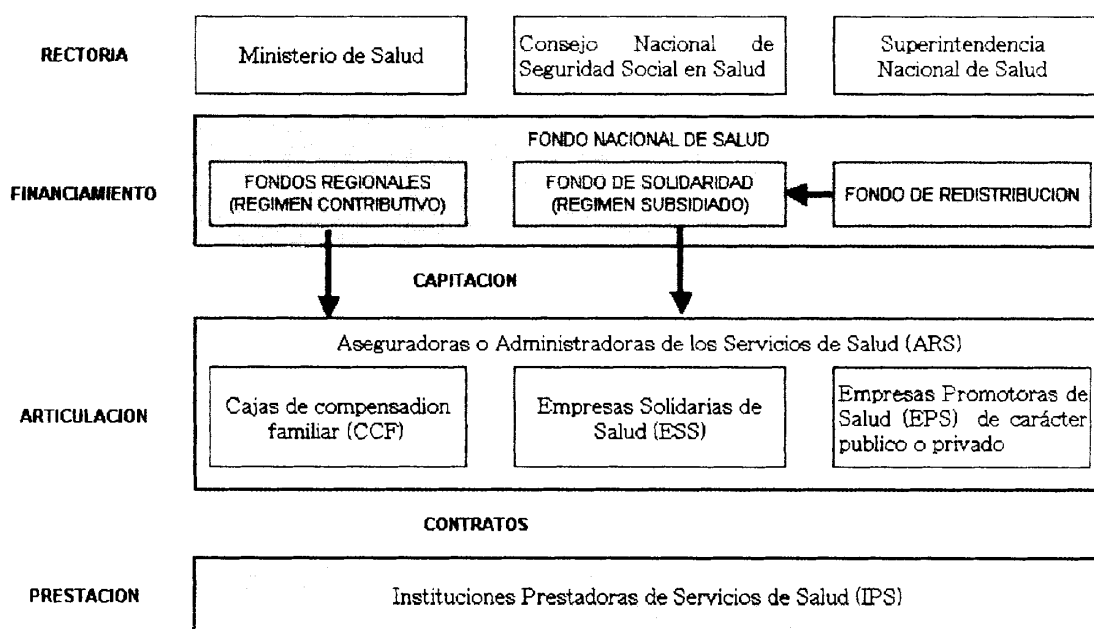 RECTORIA
Ministerio de Salud
Consejo Nacional de
Seguridad Social en Salud
Superintendencia
Nacional de Salud
FINANCIAMIENTO
FONDO NACIONAL DE SALUD
FONDOS REGIONALES
(REGIMEN CONTRIBUTIVO)
FONDO DE SOLIDARIDAD
(REGIMEN SUBSIDIADO)
FONDO DE REDISTRIBUCION
CAPITACION
ARTICULACION
Aseguradoras o Administradoras de los Servicios de Salud (ARS)
Cajas de compensadion
familiar (CCF)
Empresas Solidarias de
Salud (ESS)
Empresas Promotoras de
Salud (EPS) de carácter
publico o privado
CONTRATOS
PRESTACION
Instituciones Prestadoras de Servicios de Salud (IPS)